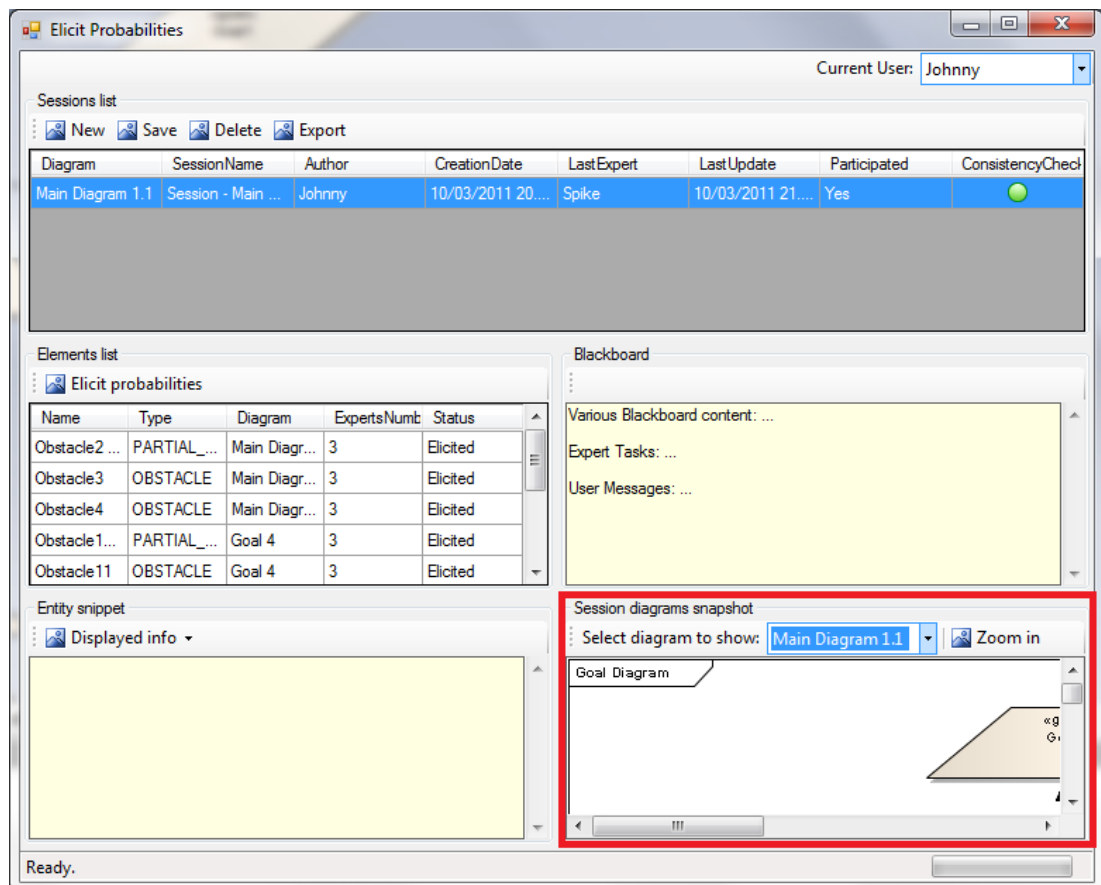 Elicit Probabilities
Current User: Johnny
Sessions list
New Save Delete Export
Diagram SessionName Author CreationDate LastExpert LastUpdate Participated ConsistencyCheck
Main Diagram 1.1 Session - Main ... Johnny 10/03/2011 20.... Spike 10/03/2011 21.... Yes
Elements list
Elicit probabilities
Name Type Diagram ExpertsNumb Status
Obstacle2 ... PARTIAL_... Main Diagr... 3 Elicited
Obstacle3 OBSTACLE Main Diagr... 3 Elicited
Obstacle4 OBSTACLE Main Diagr... 3 Elicited
Obstacle1... PARTIAL_... Goal 4 3 Elicited
Obstacle11 OBSTACLE Goal 4 3 Elicited
Blackboard
Various Blackboard content: ...
Expert Tasks: ...
User Messages: ...
Entity snippet
Displayed info
Session diagrams snapshot
Select diagram to show: Main Diagram 1.1 Zoom in
Goal Diagram
«g
Ready.